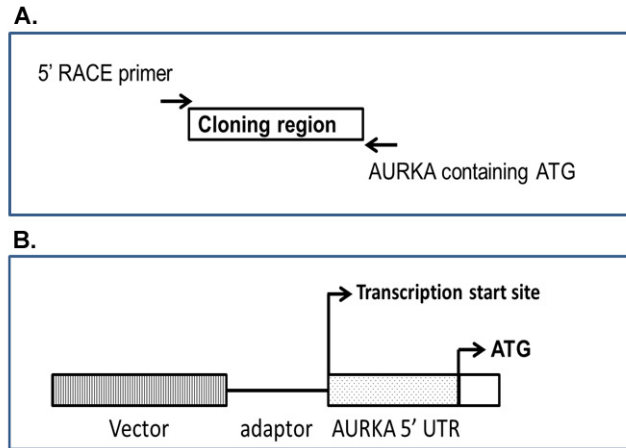 A.
5' RACE primer
Cloning region
AURKA containing ATG
B.
Transcription start site
ATG
Vector adaptor AURKA 5' UTR